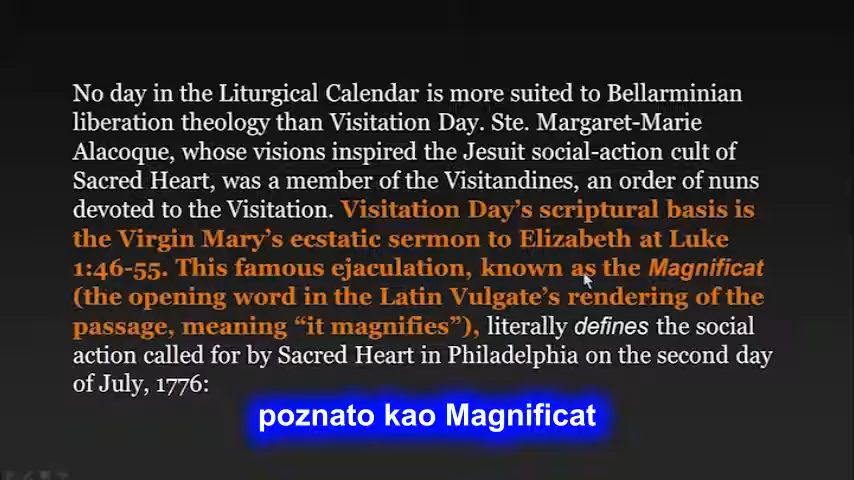 No day in the Liturgical Calendar is more suited to Bellarminian
liberation theology than Visitation Day. Ste. Margaret-Marie
Alacoque, whose visions inspired the Jesuit social-action cult of
Sacred Heart, was a member of the Visitandines, an order of nuns
devoted to the Visitation. Visitation Day's scriptural basis is
the Virgin Mary's ecstatic sermon to Elizabeth at Luke
1:46-55. This famous ejaculation, known as the Magnificat
(the opening word in the Latin Vulgate's rendering of the
passage, meaning “it magnifies”), literally defines the social
action called for by Sacred Heart in Philadelphia on the second day
of July, 1776:
poznato kao Magnificat